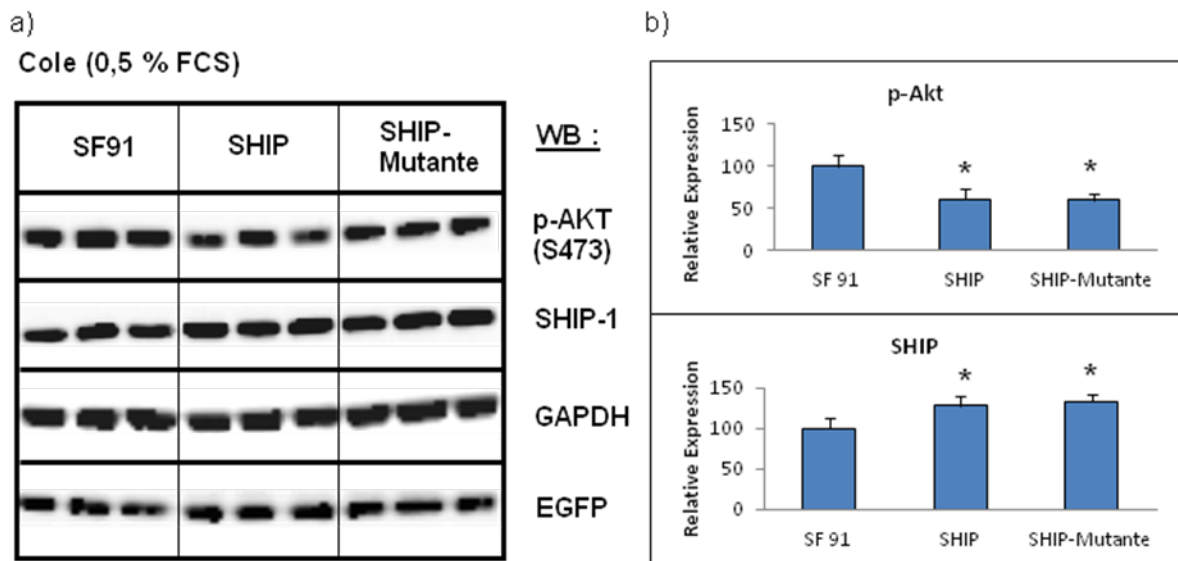 a)
Cole (0,5 % FCS)
SF91
SHIP
SHIP-
Mutante
WB :
p-AKT
(S473)
SHIP-1
GAPDH
EGFP
b)
p-Akt
Relative Expression
150
100
50
0
SF 91
SHIP
SHIP-Mutante
*
*
SHIP
Relative Expression
150
100
50
0
SF 91
SHIP
SHIP-Mutante
*
*